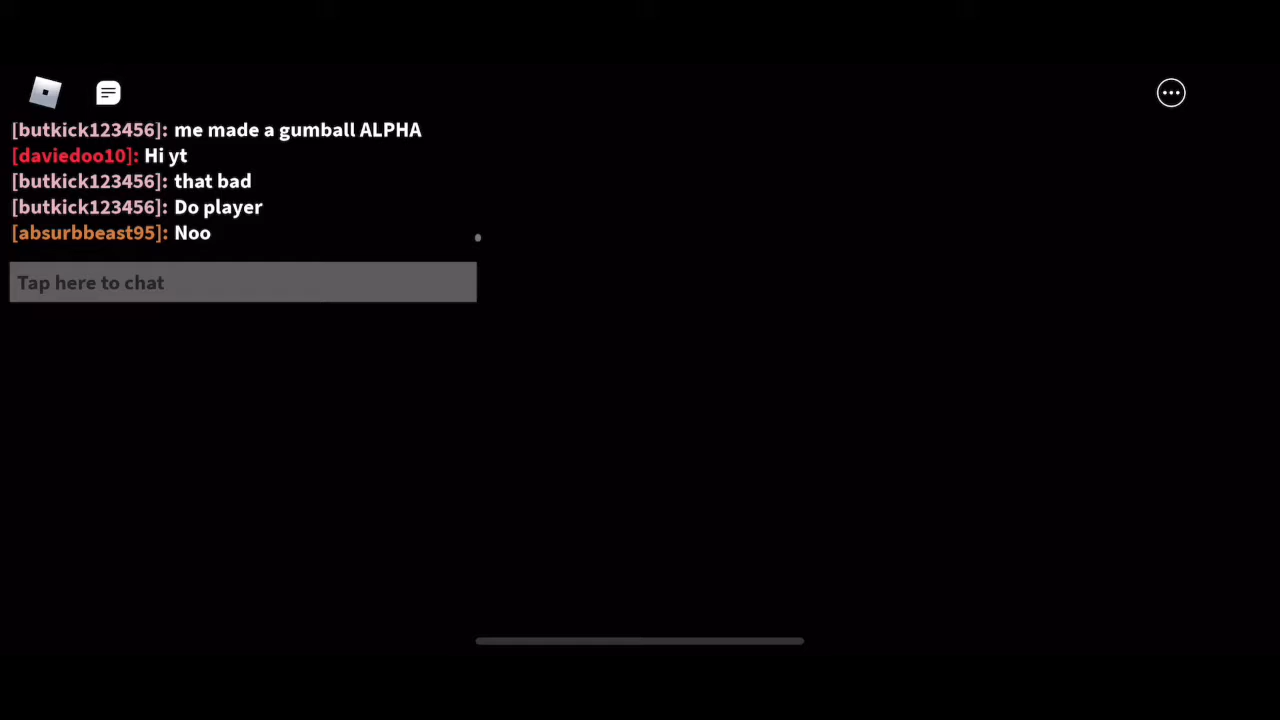 [butkick123456]: me made a gumball ALPHA
[daviedoo10]: Hi yt
[butkick123456]: that bad
[butkick123456]: Do player
[absurbbeast95]: Noo
Tap here to chat